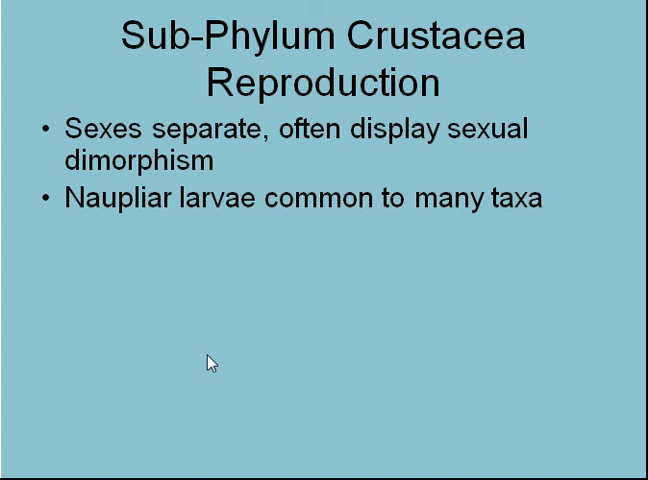 Sub-Phylum Crustacea
Reproduction
• Sexes separate, often display sexual
dimorphism
• Naupliar larvae common to many taxa